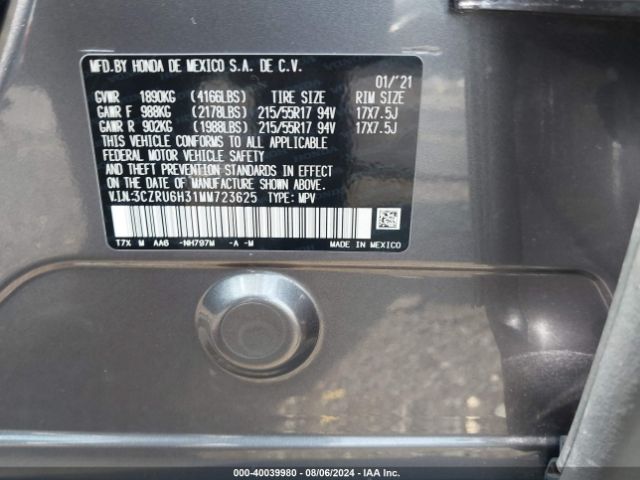 MFD.BY HONDA DE MEXICO S.A. DE C.V.
01/'21
GVWR 1890KG (4166LBS) TIRE SIZE RIM SIZE
GAWR F 988KG (2178LBS) 215/55R17 94V 17X7.5J
GAWR R 902KG (1988LBS) 215/55R17 94V 17X7.5J
THIS VEHICLE CONFORMS TO ALL APPLICABLE
FEDERAL MOTOR VEHICLE SAFETY
AND THEFT PREVENTION STANDARDS IN EFFECT ON
THE DATE OF MANUFACTURE SHOWN ABOVE.
V.I.N:3CZRU6H31MM723625 TYPE: MPV
T7X M AA6 -NH797M -A -M MADE IN MEXICO
000-40039980 - 08/06/2024 - IAA Inc.